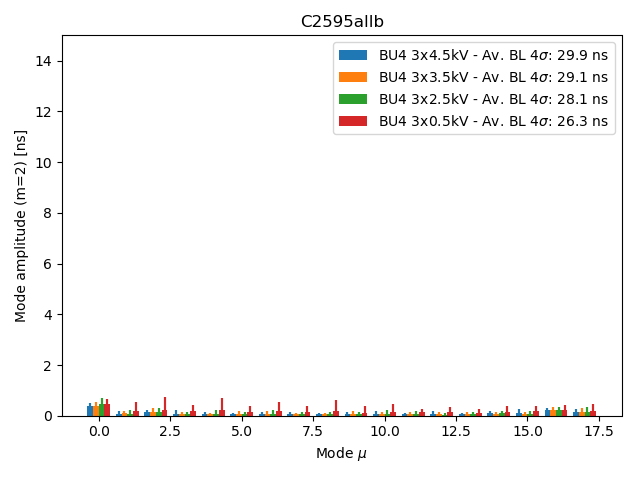 C2595allb
BU4 3x4.5kV - Av. BL 4σ: 29.9 ns
BU4 3x3.5kV - Av. BL 4σ: 29.1 ns
BU4 3x2.5kV - Av. BL 4σ: 28.1 ns
BU4 3x0.5kV - Av. BL 4σ: 26.3 ns
Mode amplitude (m=2) [ns]
14
12
10
8
6
4
2
0
0.0 2.5 5.0 7.5 10.0 12.5 15.0 17.5
Mode μ